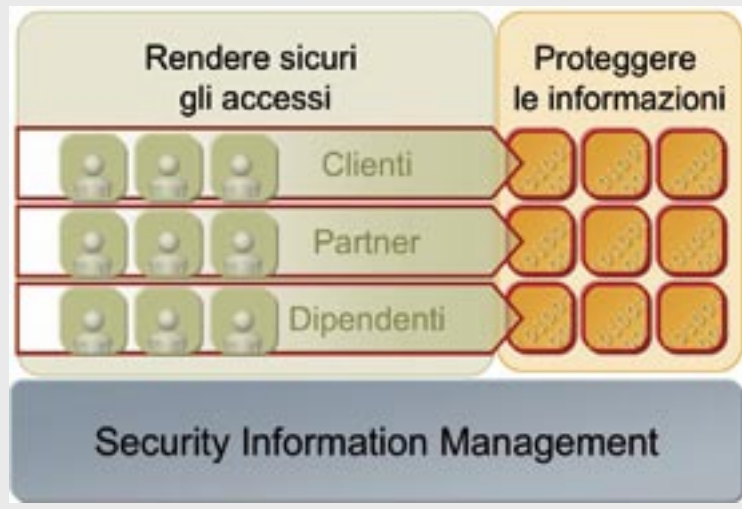 Rendere sicuri
gli accessi
Proteggere
le informazioni
Clienti
Partner
Dipendenti
Security Information Management